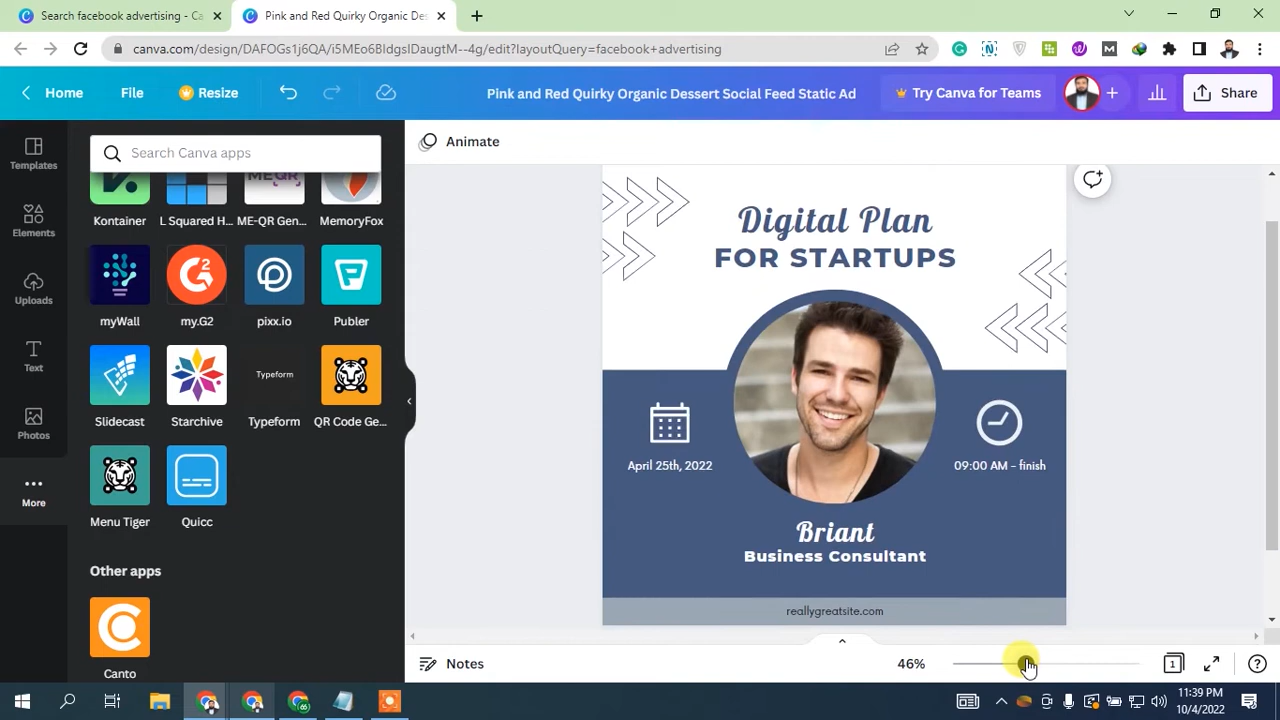 Search facebook advertising - Ca
Pink and Red Quirky Organic Des
canva.com/design/DAFOGs1j6QA/i5MEo6BldgslDaugtM--4g/edit?layoutQuery=facebook+advertising
Home
File
Resize
Pink and Red Quirky Organic Dessert Social Feed Static Ad
Try Canva for Teams
Share
Templates
Elements
Uploads
Text
Photos
More
Search Canva apps
ME-QR
Kontainer
L Squared H...
ME-QR Gen...
MemoryFox
myWall
my.G2
pixx.io
Publer
Typeform
Slidecast
Starchive
Typeform
QR Code Ge...
Menu Tiger
Quicc
Other apps
Canto
Animate
Digital Plan
FOR STARTUPS
April 25th, 2022
09:00 AM - finish
Briant
Business Consultant
reallygreatsite.com
Notes
46%
1
11:39 PM
10/4/2022